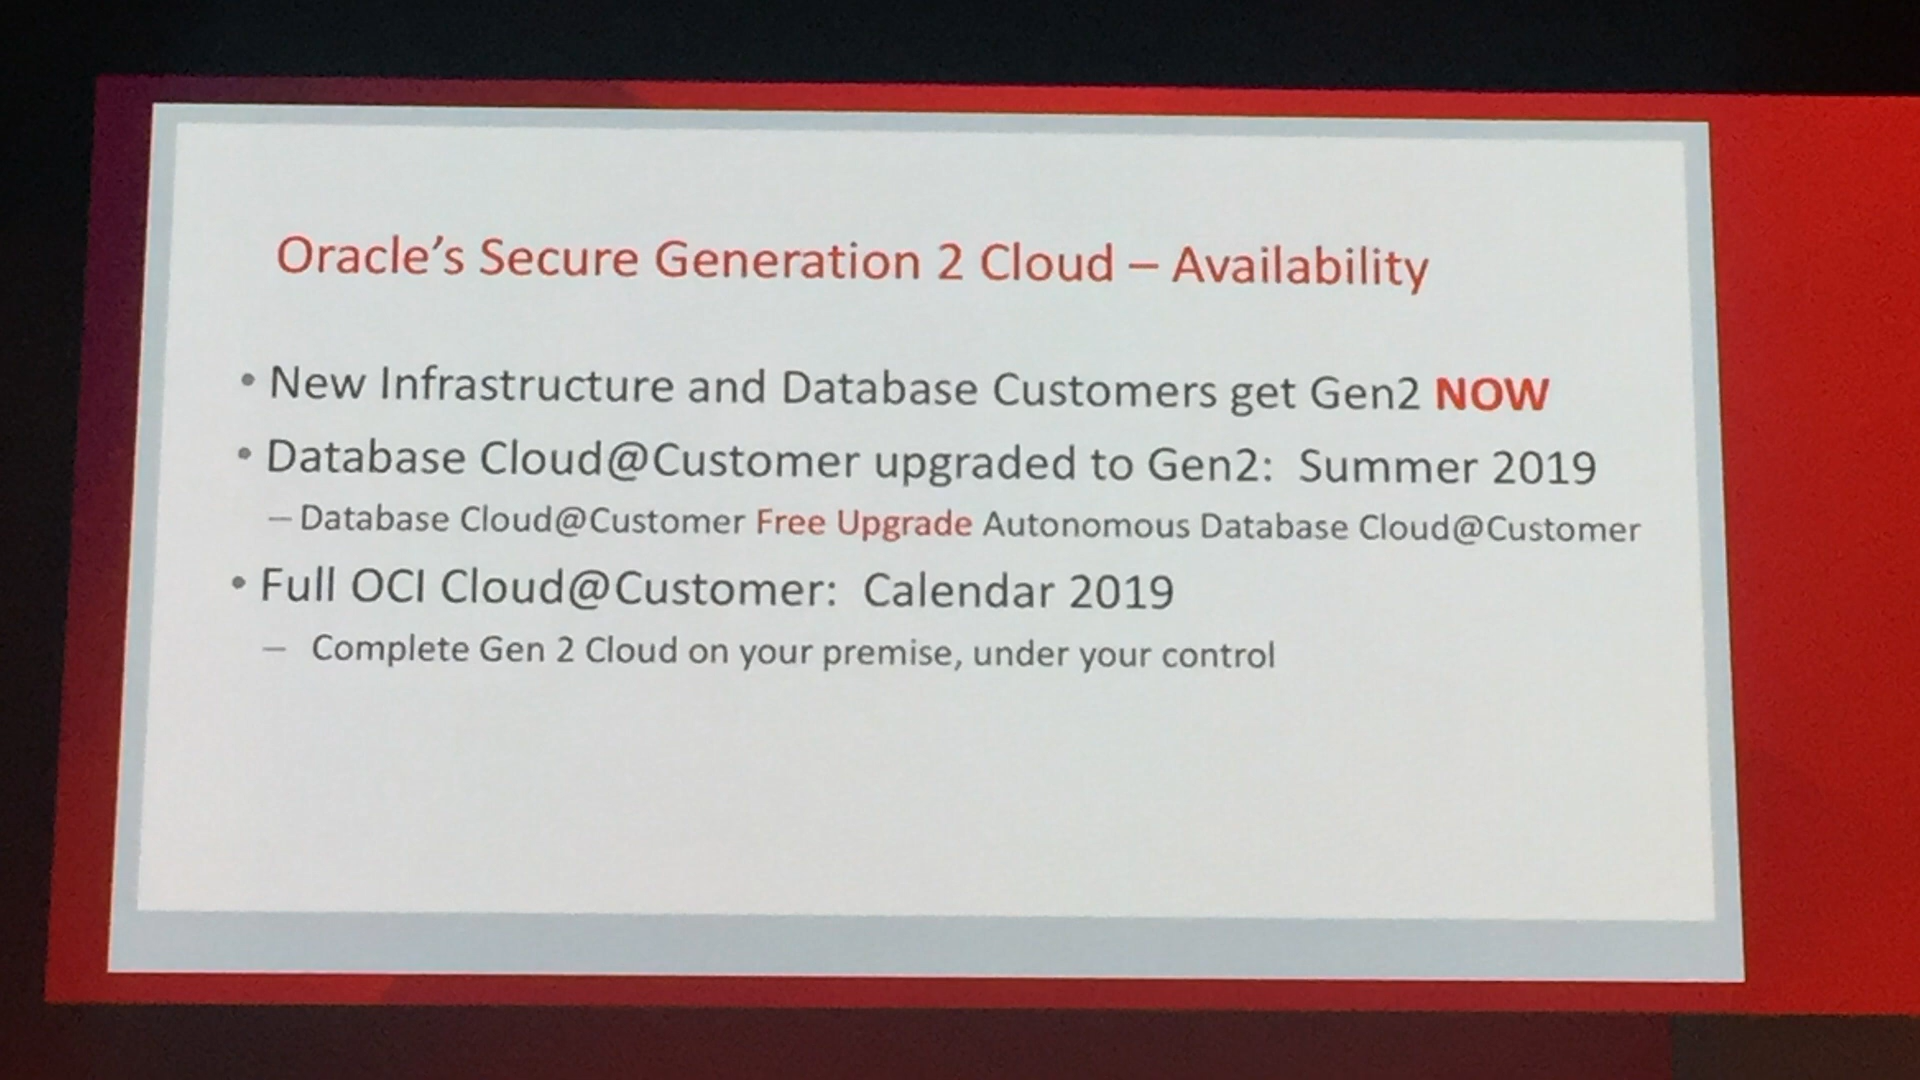 Oracle’s Secure Generation 2 Cloud – Availability
• New Infrastructure and Database Customers get Gen2 NOW
• Database Cloud@Customer upgraded to Gen2: Summer 2019
– Database Cloud@Customer Free Upgrade Autonomous Database Cloud@Customer
• Full OCI Cloud@Customer: Calendar 2019
– Complete Gen 2 Cloud on your premise, under your control